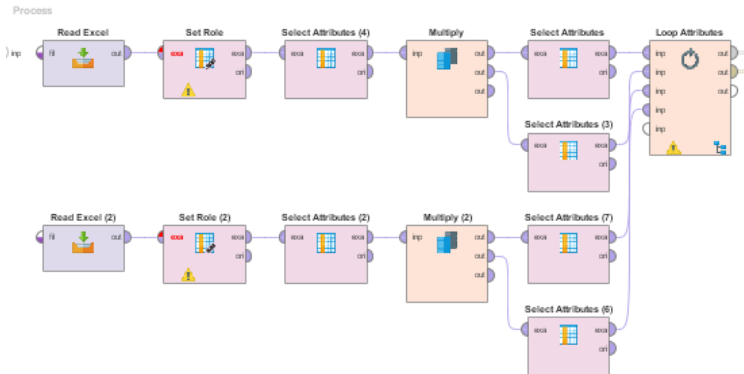 Process
Read Excel
Set Role
Select Attributes (4)
Multiply
Select Attributes
Loop Attributes
inp
fil
out
exa
exa
ori
exa
exa
ori
inp
out
out
out
exa
exa
ori
inp
inp
inp
inp
inp
out
out
out
Select Attributes (3)
exa
exa
ori
Read Excel (2)
Set Role (2)
Select Attributes (2)
Multiply (2)
Select Attributes (7)
fil
out
exa
exa
ori
exa
exa
ori
inp
out
out
out
exa
exa
ori
Select Attributes (6)
exa
exa
ori